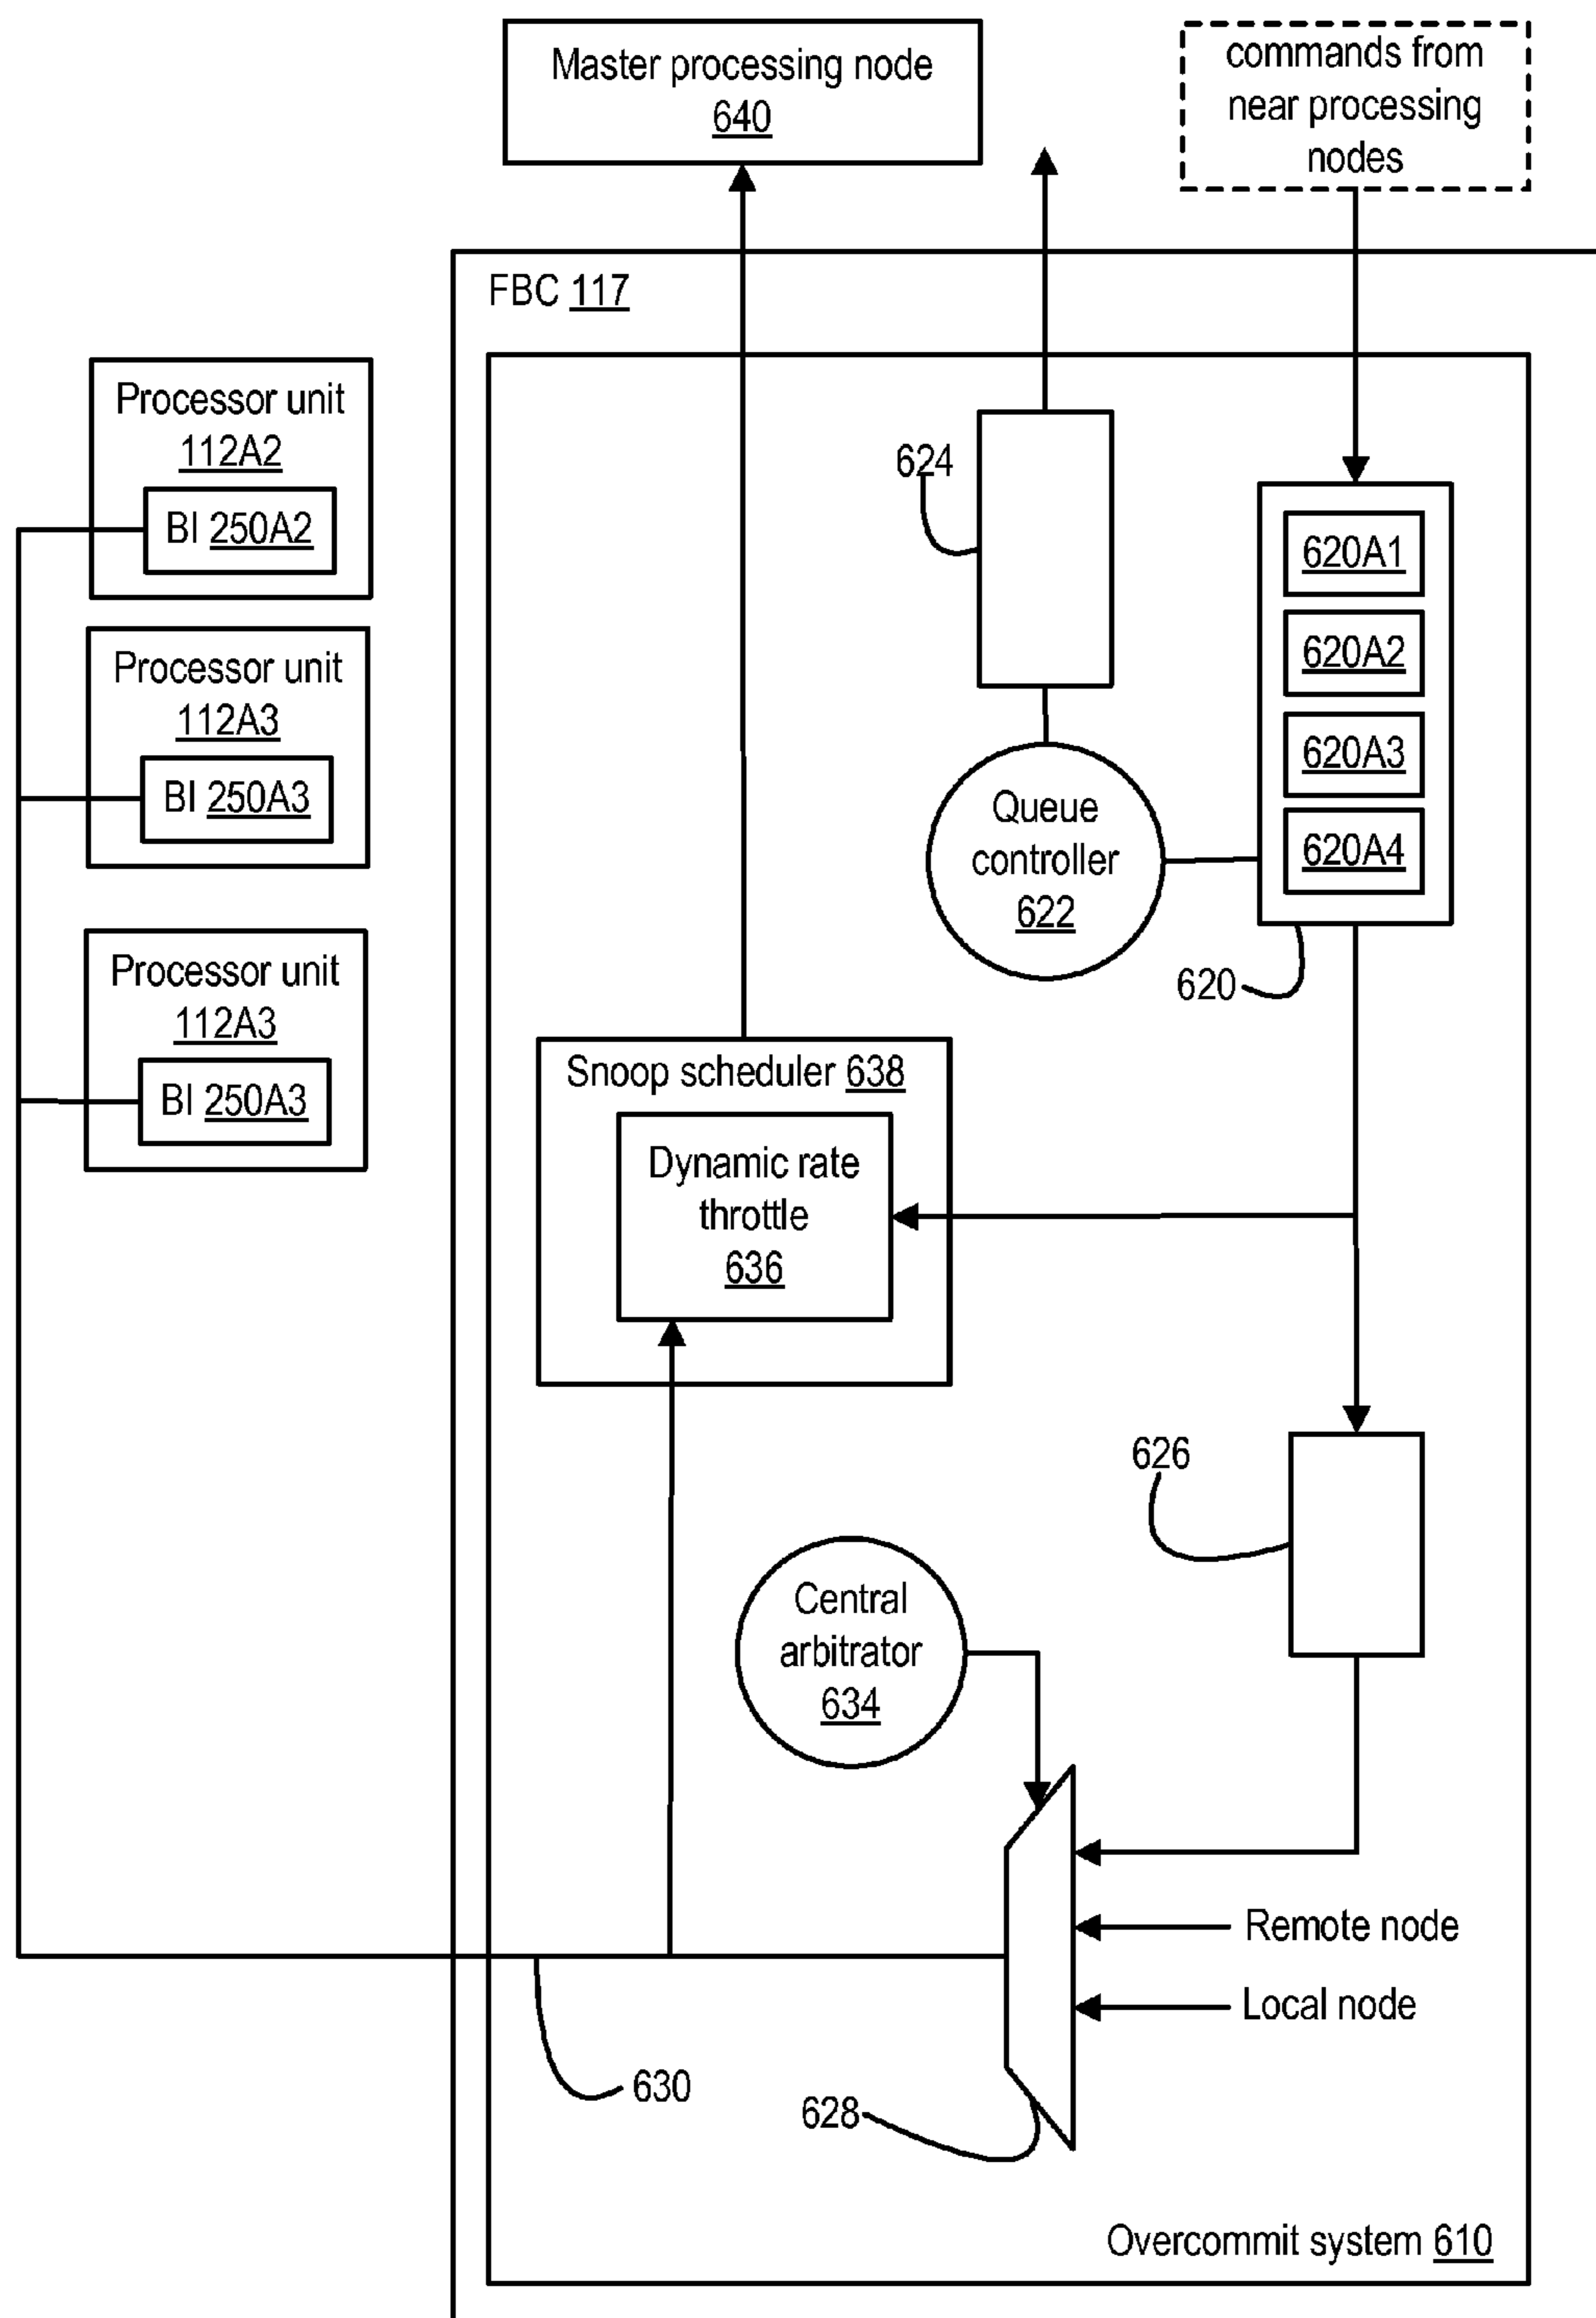 Master processing node
640
commands from
near processing
nodes
FBC 117
Processor unit
112A2
BI 250A2
Processor unit
112A3
BI 250A3
Processor unit
112A3
BI 250A3
624
620A1
620A2
620A3
620A4
Queue
controller
622
620
Snoop scheduler 638
Dynamic rate
throttle
636
626
Central
arbitrator
634
Remote node
Local node
630
628
Overcommit system 610